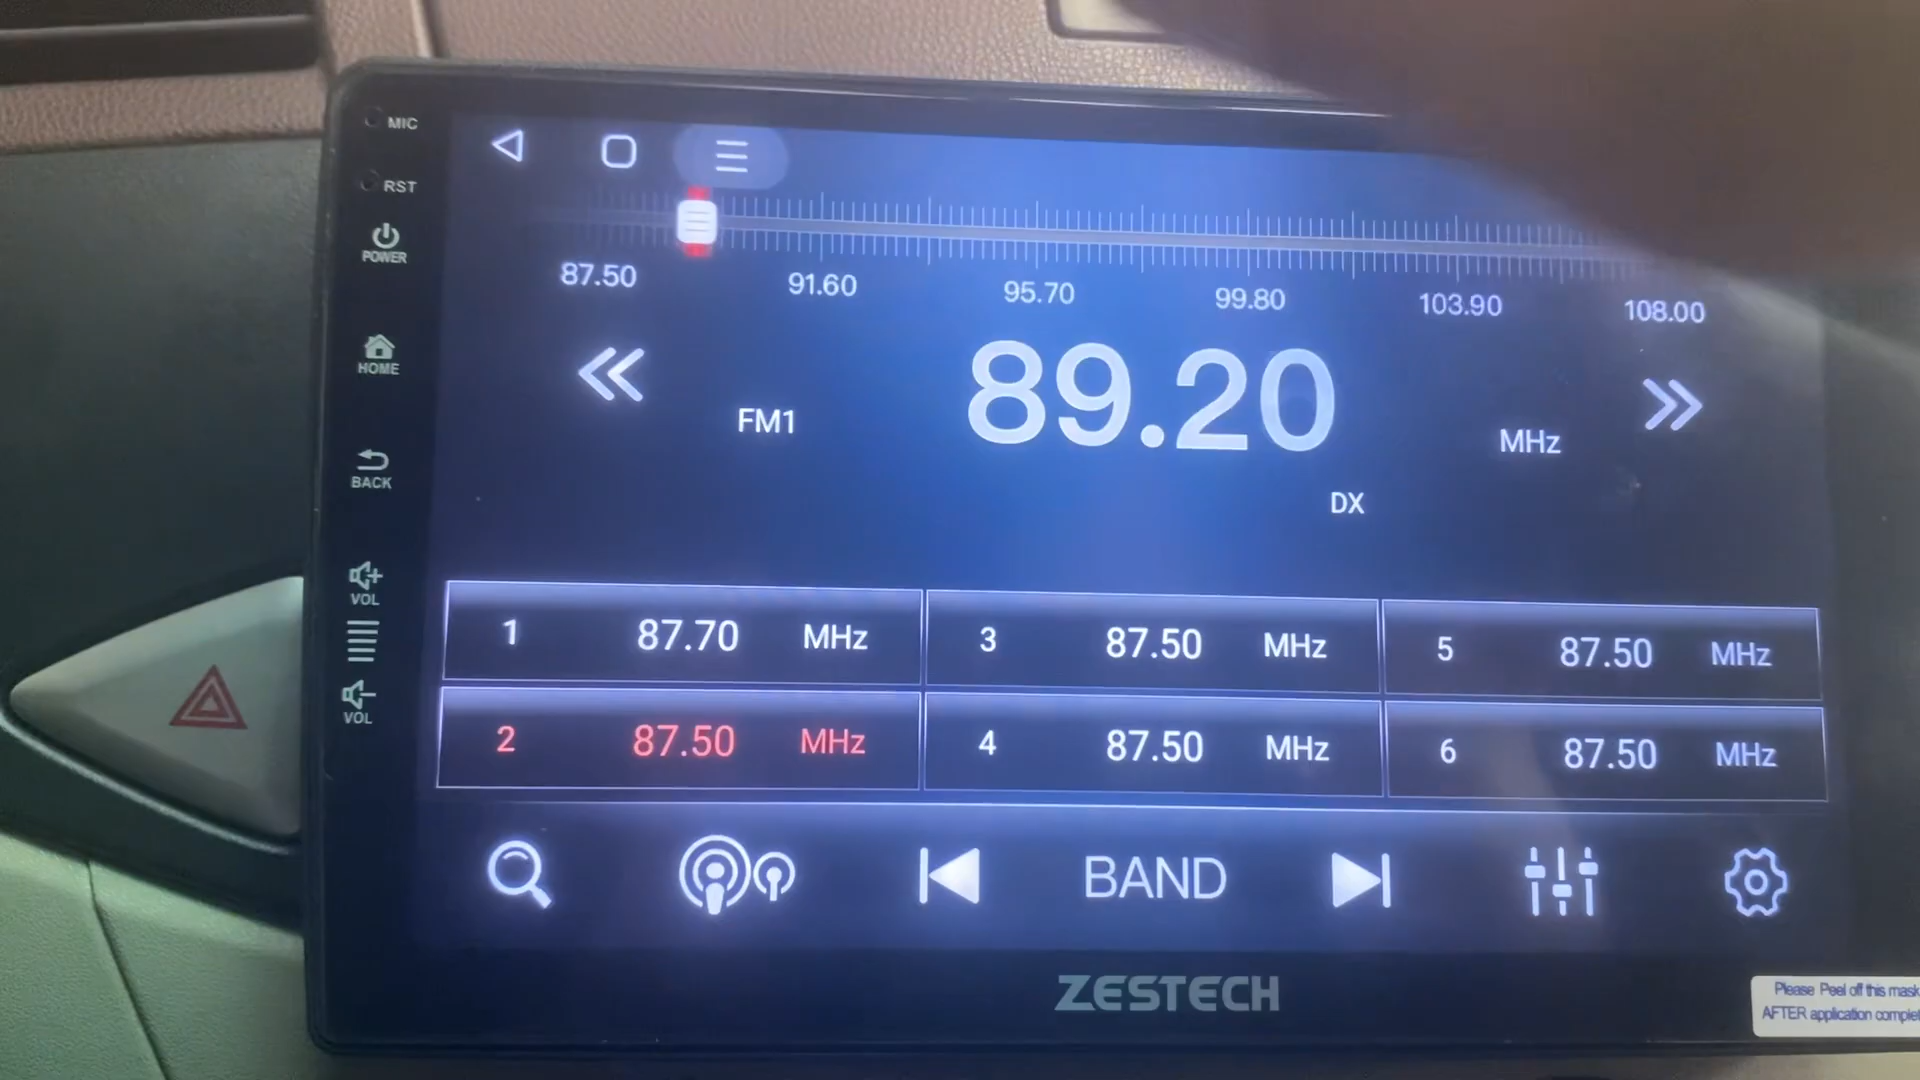 MIC
RST
POWER
HOME
BACK
VOL
VOL
87.50 91.60 95.70 99.80 103.90 108.00
FM1 89.20 MHz
DX
1 87.70 MHz 3 87.50 MHz 5 87.50 MHz
2 87.50 MHz 4 87.50 MHz 6 87.50 MHz
BAND
ZESTECH
Please Peel off this mask
AFTER application